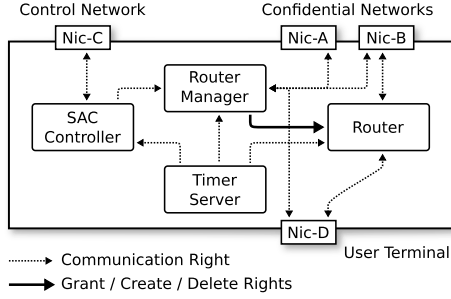 Control Network
Confidential Networks
Nic-C
Nic-A
Nic-B
Router
Manager
SAC
Controller
Router
Timer
Server
Nic-D
User Terminal
Communication Right
Grant / Create / Delete Rights